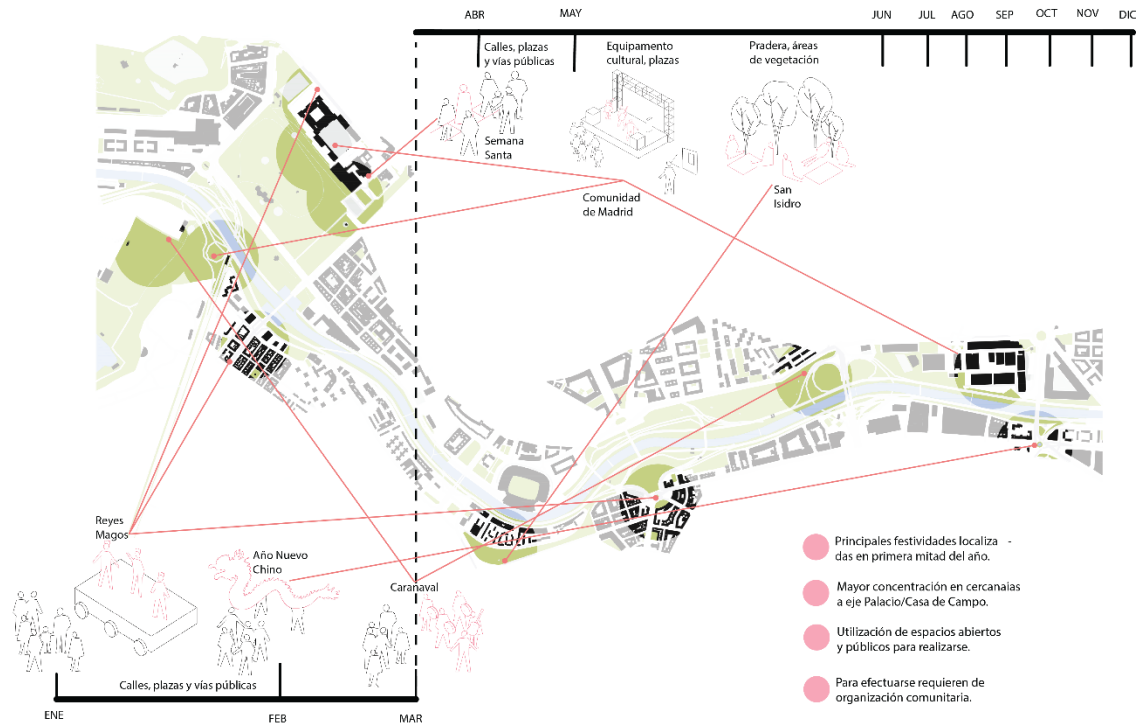 ABR
MAY
JUN
JUL
AGO
SEP
OCT
NOV
DIC
Calles, plazas
y vías públicas
Equipamento
cultural, plazas
Pradera, áreas
de vegetación
Semana
Santa
Comunidad
de Madrid
San
Isidro
Reyes
Magos
Año Nuevo
Chino
Caranaval
Principales festividades localiza -
das en primera mitad del año.
Mayor concentración en cercanaias
a eje Palacio/Casa de Campo.
Utilización de espacios abiertos
y públicos para realizarse.
Para efectuarse requieren de
organización comunitaria.
Calles, plazas y vías públicas
ENE
FEB
MAR